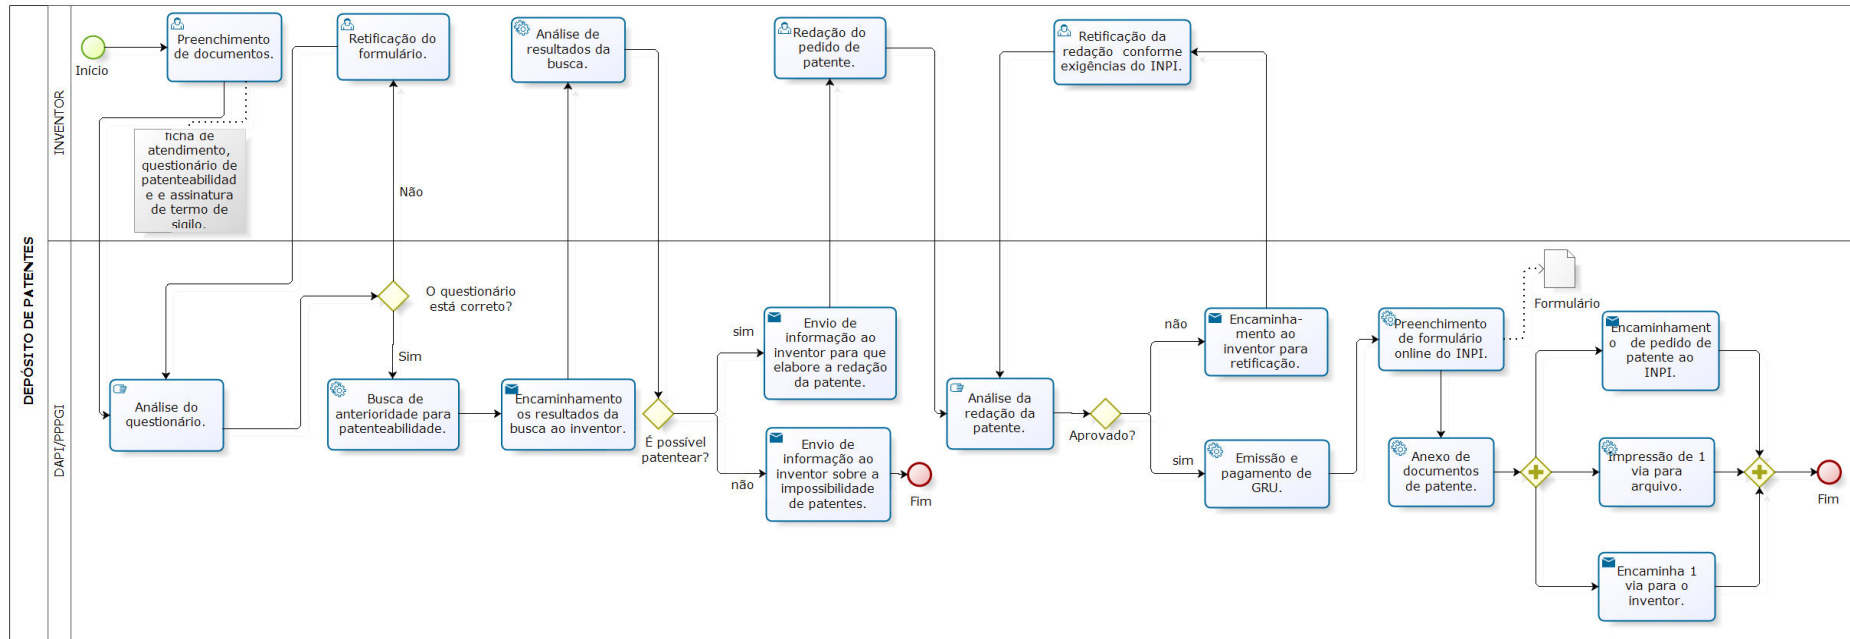 DEPÓSITO DE PATENTES
INVENTOR
Início
Preenchimento
de documentos.
ficha de
atendimento,
questionário de
patenteabilidad
e e assinatura
de termo de
sigilo.
Retificação do
formulário.
Não
Análise de
resultados da
busca.
Redação do
pedido de
patente.
Retificação da
redação conforme
exigências do INPI.
DAPI/PPPGI
Análise do
questionário.
O questionário
está correto?
Sim
Busca de
anterioridade para
patenteabilidade.
Encaminhamento
os resultados da
busca ao inventor.
É possível
patentear?
sim
Envio de
informação ao
inventor para que
elabore a redação
da patente.
não
Envio de
informação ao
inventor sobre a
impossibilidade
de patentes.
Fim
Análise da
redação da
patente.
Aprovado?
não
Encaminha-
mento ao
inventor para
retificação.
sim
Emissão e
pagamento de
GRU.
Preenchimento
de formulário
online do INPI.
Formulário
Anexo de
documentos
de patente.
Encaminhament
o de pedido de
patente ao
INPI.
Impressão de 1
via para
arquivo.
Encaminha 1
via para o
inventor.
Fim